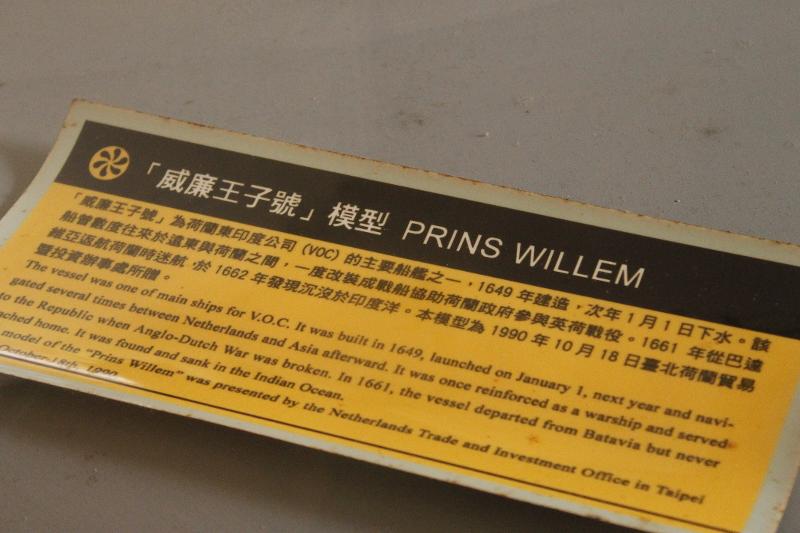 「威廉王子號」模型 PRINS WILLEM
「威廉王子號」為荷蘭東印度公司 (VOC) 的主要船艦之一，1649 年建造，次年 1 月 1 日下水。該
船曾數度往來於遠東與荷蘭之間，一度改裝成戰船協助荷蘭政府參與英荷戰役。1661 年從巴達
維亞返航荷蘭時迷航，於 1662 年發現沉沒於印度洋。本模型為 1990 年 10 月 18 日臺北荷蘭貿易
暨投資辦事處所贈。
The vessel was one of main ships for V.O.C. It was built in 1649, launched on January 1, next year and navi-
gated several times between Netherlands and Asia afterward. It was once reinforced as a warship and served
to the Republic when Anglo-Dutch War was broken. In 1661, the vessel departed from Batavia but never
ached home. It was found and sank in the Indian Ocean.
model of the “Prins Willem” was presented by the Netherlands Trade and Investment Office in Taipei
October 18th, 1990